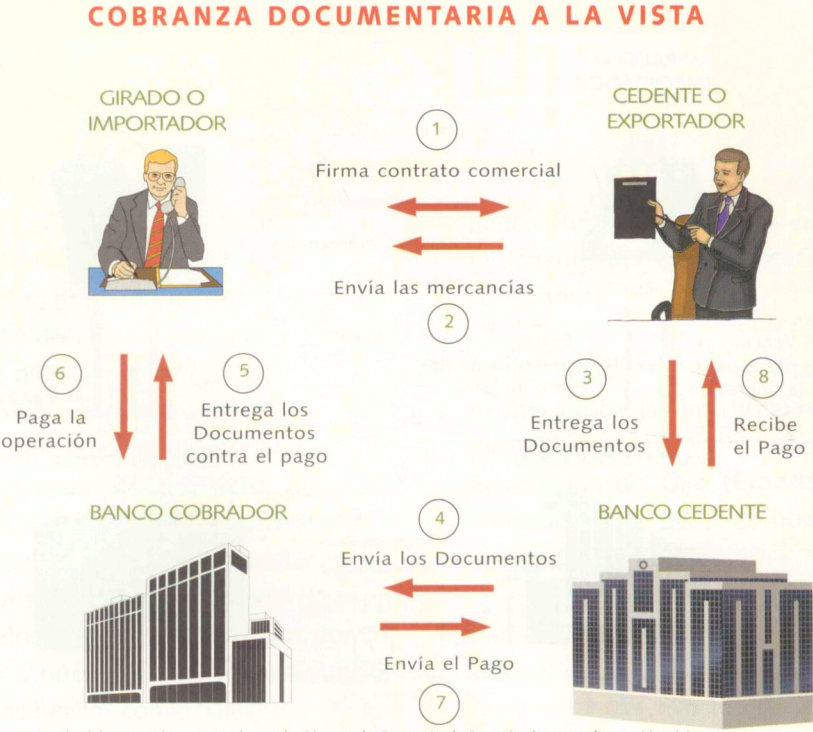 COBRANZA DOCUMENTARIA A LA VISTA
GIRADO O
IMPORTADOR
CEDENTE O
EXPORTADOR
1
Firma contrato comercial
Envía las mercancías
2
6
Paga la
operación
5
Entrega los
Documentos
contra el pago
3
Entrega los
Documentos
8
Recibe
el Pago
BANCO COBRADOR
BANCO CEDENTE
4
Envía los Documentos
Envía el Pago
7